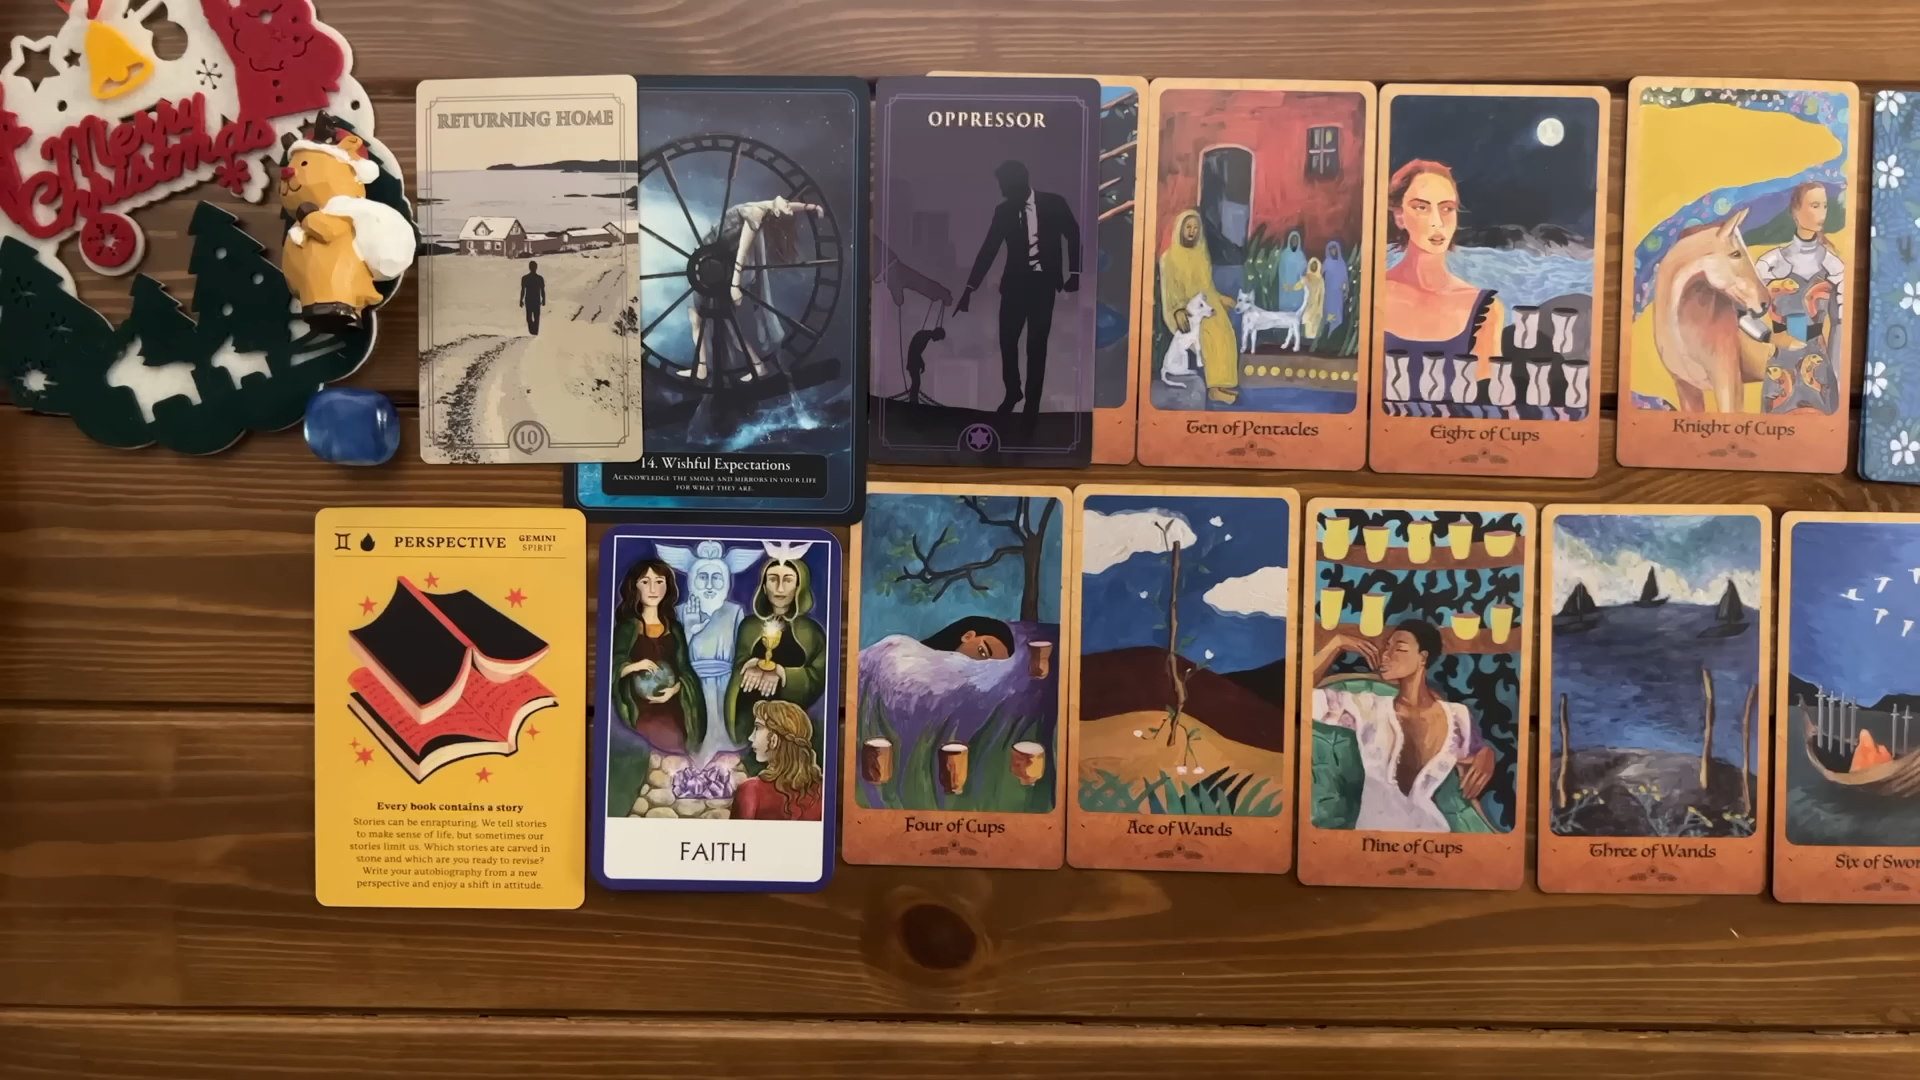 Merry
Christmas
RETURNING HOME
10
14. Wishful Expectations
ACKNOWLEDGE THE SMOKE AND MIRRORS IN YOUR LIFE
FOR WHAT THEY ARE.
OPPRESSOR
Ten of Pentacles
Eight of Cups
Knight of Cups
PERSPECTIVE
GEMINI
SPIRIT
Every book contains a story
Stories can be enrapturing. We tell stories
to make sense of life, but sometimes our
stories limit us. Which stories are carved in
stone and which are you ready to revise?
Write your autobiography from a new
perspective and enjoy a shift in attitude.
FAITH
Four of Cups
Ace of Wands
Nine of Cups
Three of Wands
Six of Swor